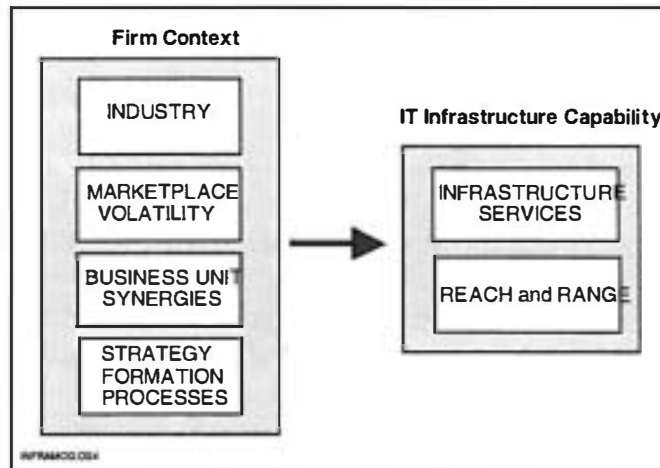 Firm Context
INDUSTRY
MARKETPLACE
VOLATILITY
BUSINESS UNIT
SYNERGIES
STRATEGY
FORMATION
PROCESSES
IT Infrastructure Capability
INFRASTRUCTURE
SERVICES
REACH and RANGE